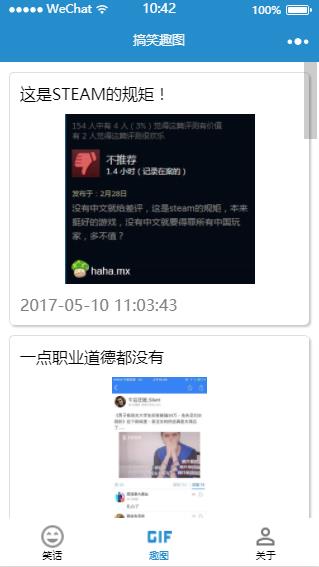 WeChat 10:42 100%
搞笑趣图
这是STEAM的规矩！
154 人中有 4 人（3%）觉得这篇评测有价值
有 2 人觉得这篇评测很欢乐
不推荐
1.4 小时（记录在案的）
发布于：2月28日
没有中文就给差评，这是steam的规矩，本来
挺好的游戏，没有中文就要得罪所有中国玩
家，多不值？
haha.mx
2017-05-10 11:03:43
一点职业道德都没有
笑话
GIF
趣图
关于